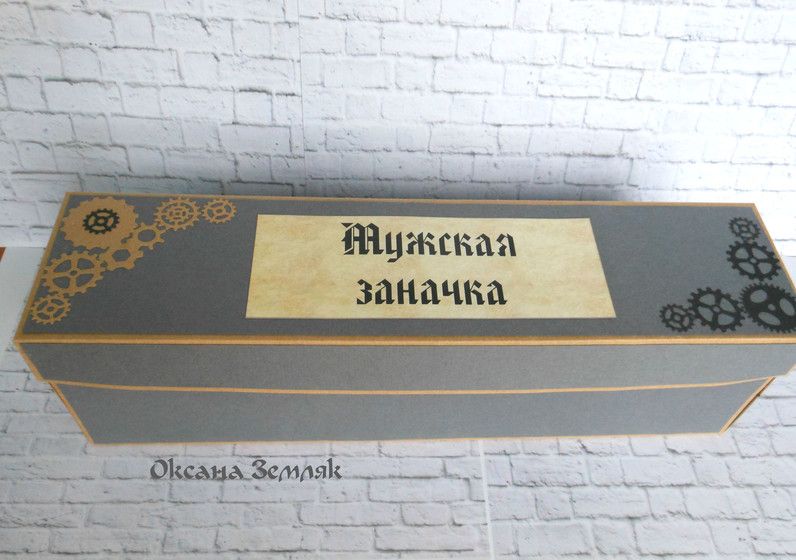 Мужская
заначка
Оксана Земляк